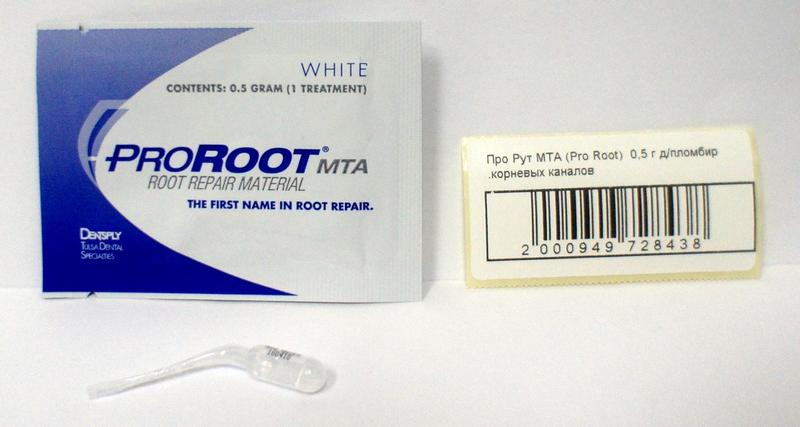 WHITE
CONTENTS: 0.5 GRAM (1 TREATMENT)
PROROOT® MTA
ROOT REPAIR MATERIAL
THE FIRST NAME IN ROOT REPAIR.
DENTSPLY
TULSA DENTAL
SPECIALTIES
Про Рут МТА (Pro Root) 0,5 г д/пломбир
.корневых каналов
2 000949 728438